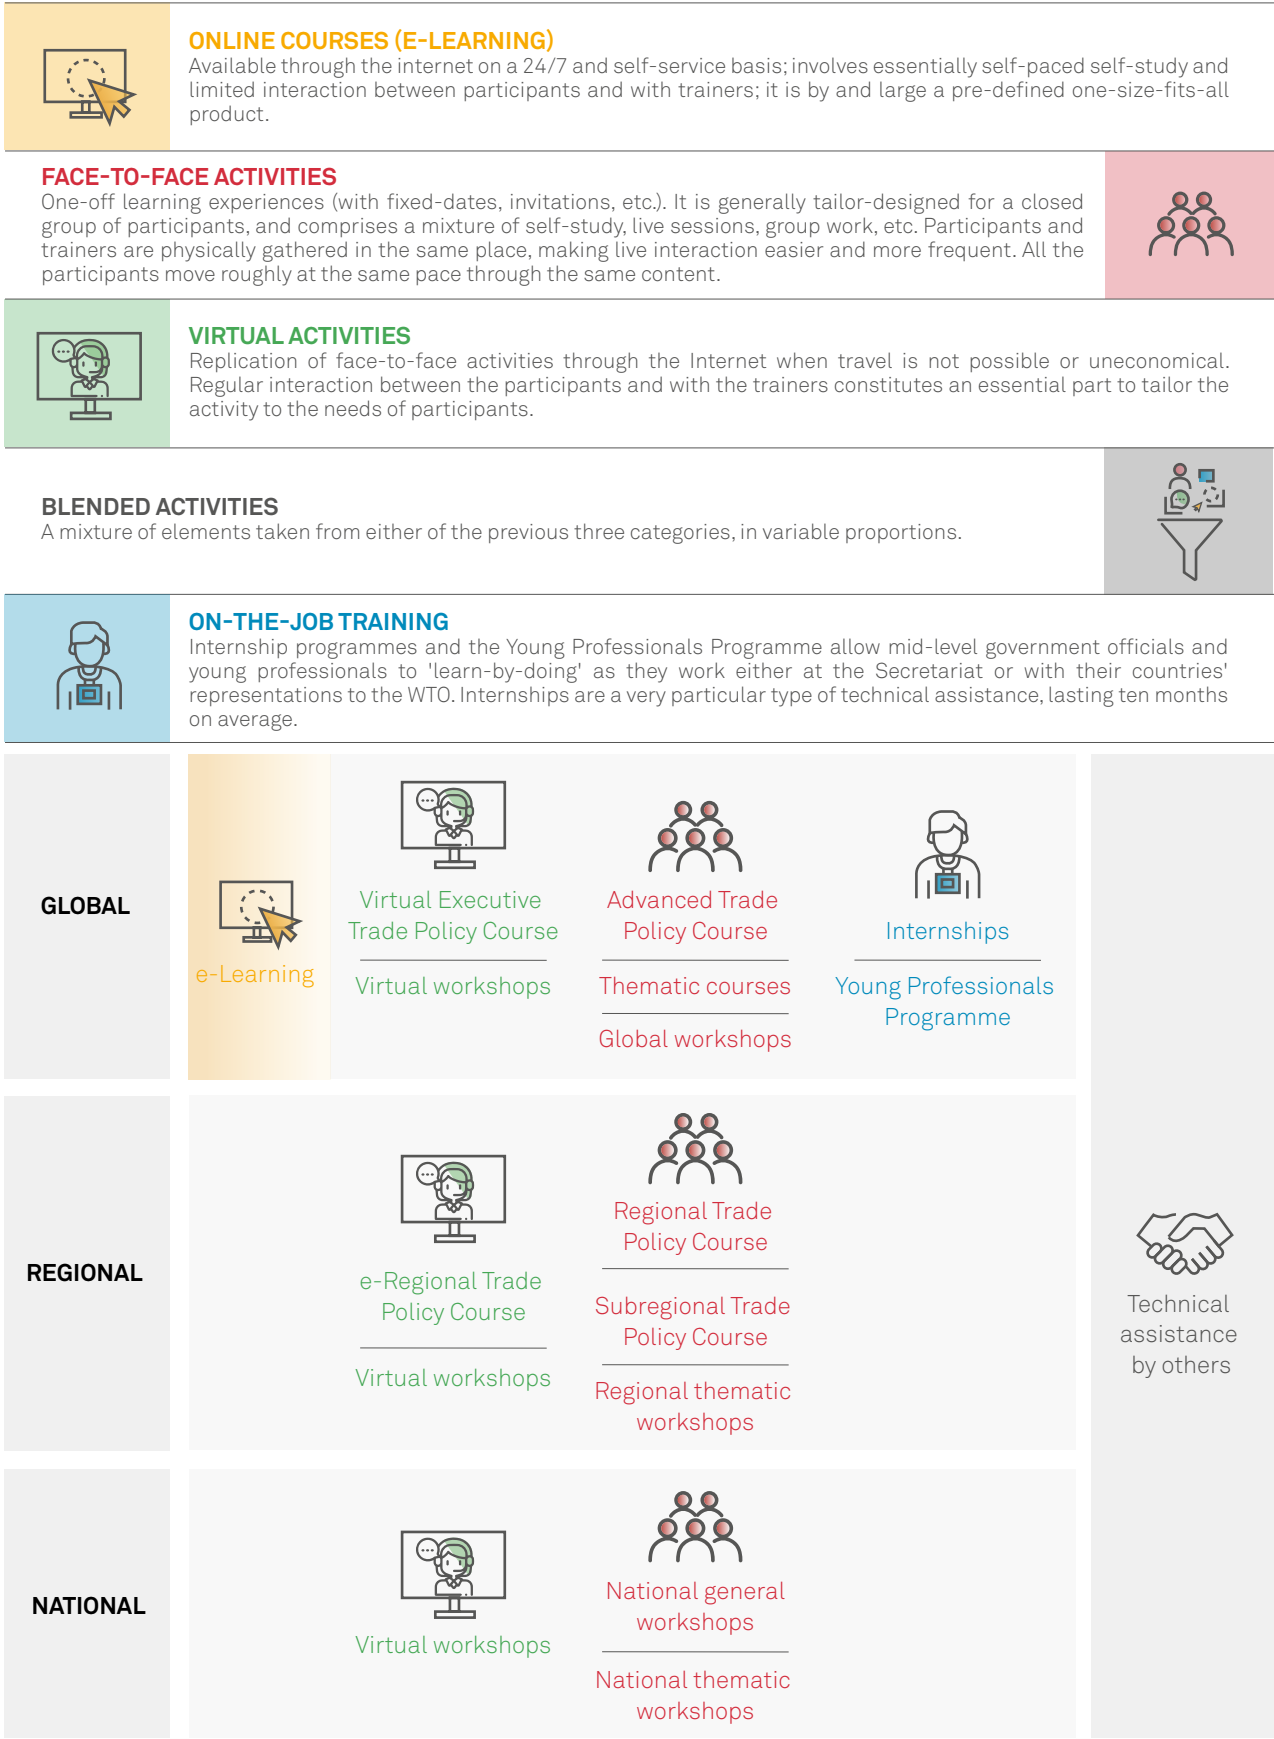 ONLINE COURSES (E-LEARNING)
Available through the internet on a 24/7 and self-service basis; involves essentially self-paced self-study and
limited interaction between participants and with trainers; it is by and large a pre-defined one-size-fits-all
product.
FACE-TO-FACE ACTIVITIES
One-off learning experiences (with fixed-dates, invitations, etc.). It is generally tailor-designed for a closed
group of participants, and comprises a mixture of self-study, live sessions, group work, etc. Participants and
trainers are physically gathered in the same place, making live interaction easier and more frequent. All the
participants move roughly at the same pace through the same content.
VIRTUAL ACTIVITIES
Replication of face-to-face activities through the Internet when travel is not possible or uneconomical.
Regular interaction between the participants and with the trainers constitutes an essential part to tailor the
activity to the needs of participants.
BLENDED ACTIVITIES
A mixture of elements taken from either of the previous three categories, in variable proportions.
ON-THE-JOB TRAINING
Internship programmes and the Young Professionals Programme allow mid-level government officials and
young professionals to 'learn-by-doing' as they work either at the Secretariat or with their countries'
representations to the WTO. Internships are a very particular type of technical assistance, lasting ten months
on average.
GLOBAL
e-Learning
Virtual Executive
Trade Policy Course
Virtual workshops
Advanced Trade
Policy Course
Thematic courses
Global workshops
Internships
Young Professionals
Programme
REGIONAL
e-Regional Trade
Policy Course
Virtual workshops
Regional Trade
Policy Course
Subregional Trade
Policy Course
Regional thematic
workshops
NATIONAL
Virtual workshops
National general
workshops
National thematic
workshops
Technical
assistance
by others